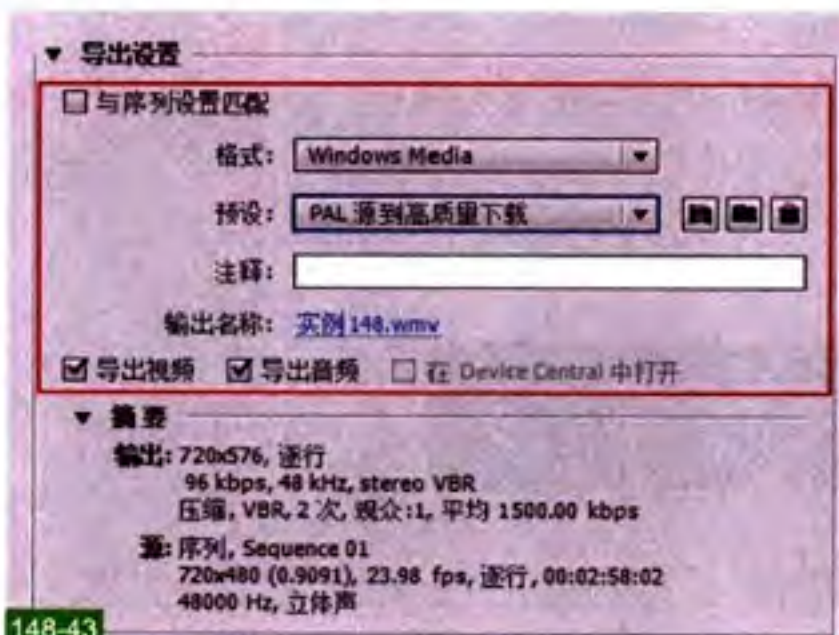 导出设置
与序列设置匹配
格式: Windows Media
预设: PAL 源到高质量下载
注释:
输出名称: 实例148.wmv
导出视频 导出音频 在 Device Central 中打开
摘要
输出: 720x576, 逐行
96 kbps, 48 kHz, stereo VBR
压缩, VBR, 2 次, 观众:1, 平均 1500.00 kbps
源: 序列, Sequence 01
720x480 (0.9091), 23.98 fps, 逐行, 00:02:58:02
48000 Hz, 立体声
148-43